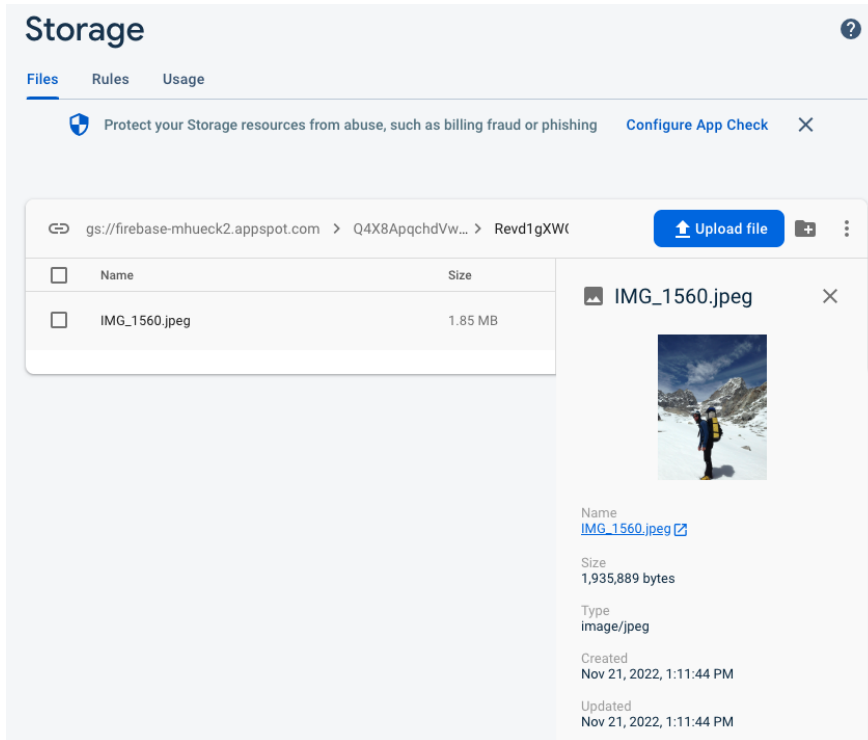 Storage
Files Rules Usage
Protect your Storage resources from abuse, such as billing fraud or phishing Configure App Check
gs://firebase-mhueck2.appspot.com > Q4X8ApqchdVw... > Revd1gXW Upload file
Name Size
IMG_1560.jpeg 1.85 MB
IMG_1560.jpeg
Name
IMG_1560.jpeg
Size
1,935,889 bytes
Type
image/jpeg
Created
Nov 21, 2022, 1:11:44 PM
Updated
Nov 21, 2022, 1:11:44 PM